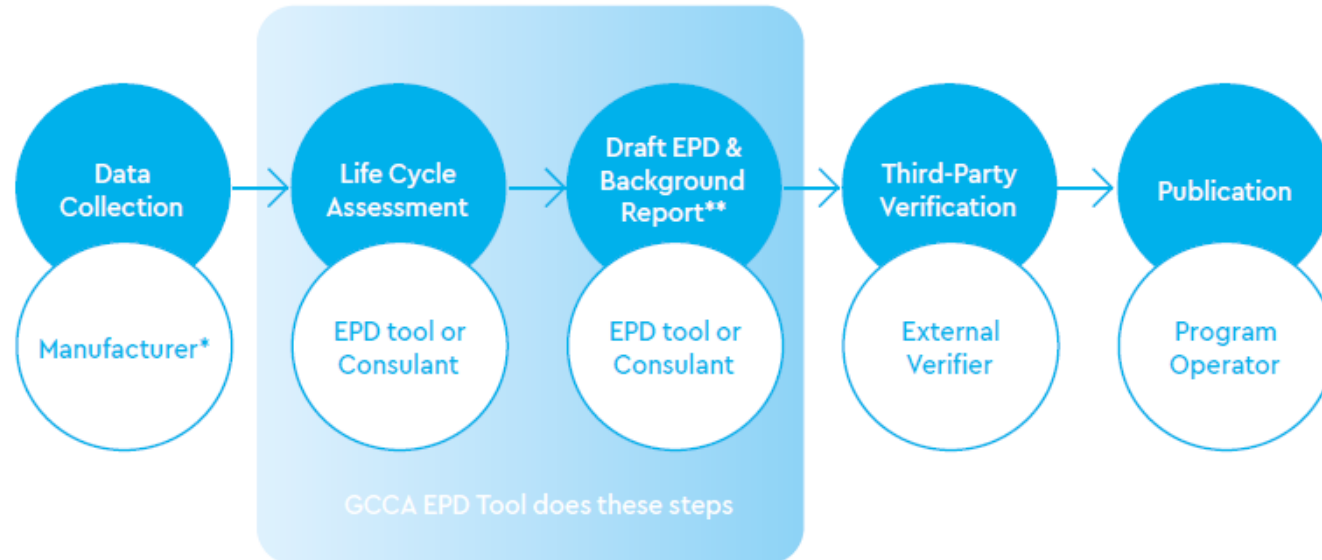 Data
Collection
Life Cycle
Assessment
Draft EPD &
Background
Report**
Third-Party
Verification
Publication
Manufacturer*
EPD tool or
Consulant
EPD tool or
Consulant
External
Verifier
Program
Operator
GCCA EPD Tool does these steps